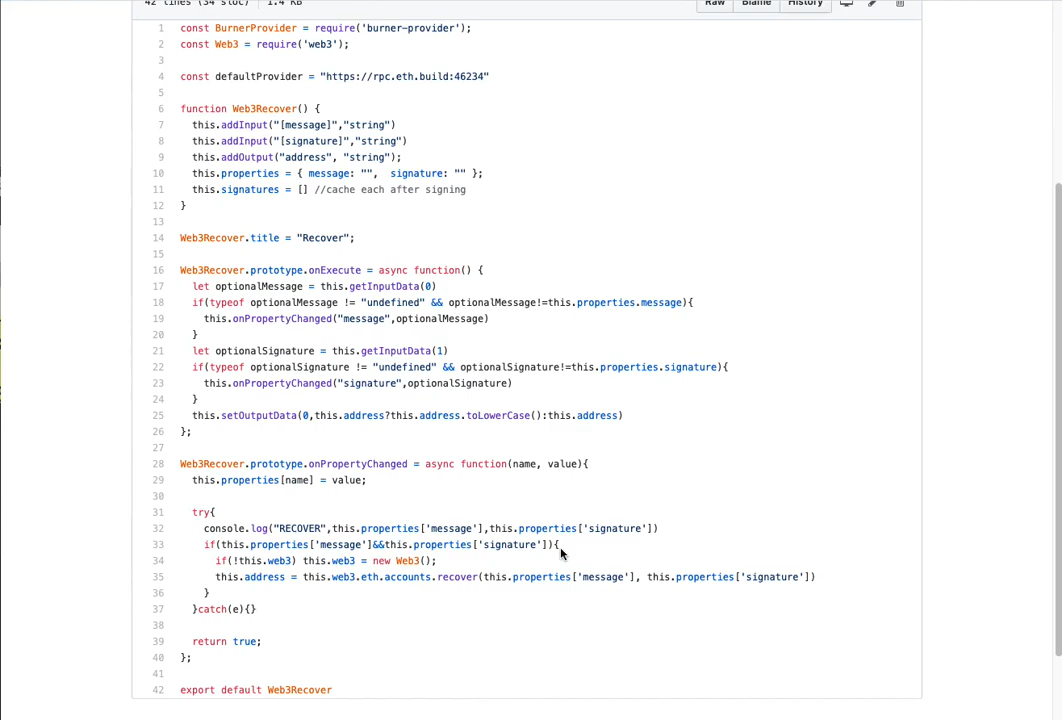 42 lines (34 sloc) 1.4 KB
Raw Blame History
1 const BurnerProvider = require('burner-provider');
2 const Web3 = require('web3');
3
4 const defaultProvider = "https://rpc.eth.build:46234"
5
6 function Web3Recover() {
7 this.addInput("[message]","string")
8 this.addInput("[signature]","string")
9 this.addOutput("address", "string");
10 this.properties = { message: "",  signature: "" };
11 this.signatures = [] //cache each after signing
12 }
13
14 Web3Recover.title = "Recover";
15
16 Web3Recover.prototype.onExecute = async function() {
17 let optionalMessage = this.getInputData(0)
18 if(typeof optionalMessage != "undefined" && optionalMessage!=this.properties.message){
19 this.onPropertyChanged("message",optionalMessage)
20 }
21 let optionalSignature = this.getInputData(1)
22 if(typeof optionalSignature != "undefined" && optionalSignature!=this.properties.signature){
23 this.onPropertyChanged("signature",optionalSignature)
24 }
25 this.setOutputData(0,this.address?this.address.toLowerCase():this.address)
26 };
27
28 Web3Recover.prototype.onPropertyChanged = async function(name, value){
29 this.properties[name] = value;
30
31 try{
32 console.log("RECOVER",this.properties['message'],this.properties['signature'])
33 if(this.properties['message']&&this.properties['signature']){
34 if(!this.web3) this.web3 = new Web3();
35 this.address = this.web3.eth.accounts.recover(this.properties['message'], this.properties['signature'])
36 }
37 }catch(e){}
38
39 return true;
40 };
41
42 export default Web3Recover